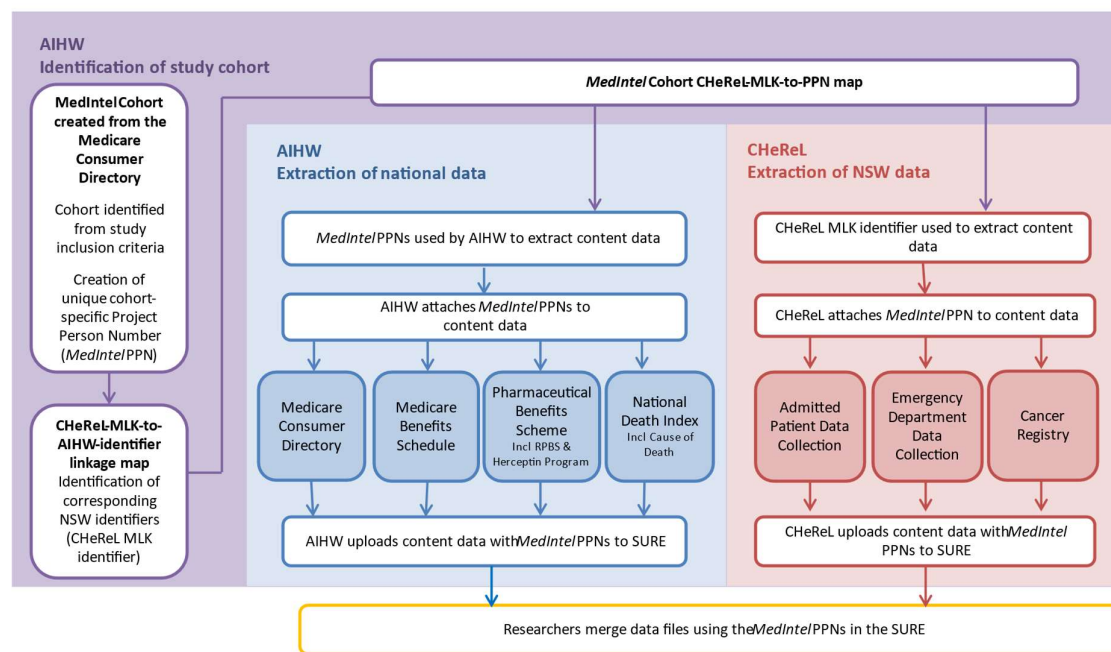 AIHW
Identification of study cohort
MedIntel Cohort
created from the
Medicare
Consumer
Directory
Cohort identified
from study
inclusion criteria
Creation of
unique cohort-
specific Project
Person Number
(MedIntel PPN)
CHeReL-MLK-to-
AIHW-identifier
linkage map
Identification of
corresponding
NSW identifiers
(CHeReL MLK
identifier)
MedIntel Cohort CHeReL-MLK-to-PPN map
AIHW
Extraction of national data
MedIntel PPNs used by AIHW to extract content data
AIHW attaches MedIntel PPNs to
content data
Medicare
Consumer
Directory
Medicare
Benefits
Schedule
Pharmaceutical
Benefits
Scheme
Incl RPBS &
Herceptin Program
National
Death Index
Incl Cause of
Death
AIHW uploads content data with MedIntel PPNs to SURE
CHeReL
Extraction of NSW data
CHeReL MLK identifier used to extract content
data
CHeReL attaches MedIntel PPN to content data
Admitted
Patient Data
Collection
Emergency
Department
Data
Collection
Cancer
Registry
CHeReL uploads content data with MedIntel
PPNs to SURE
Researchers merge data files using the MedIntel PPNs in the SURE